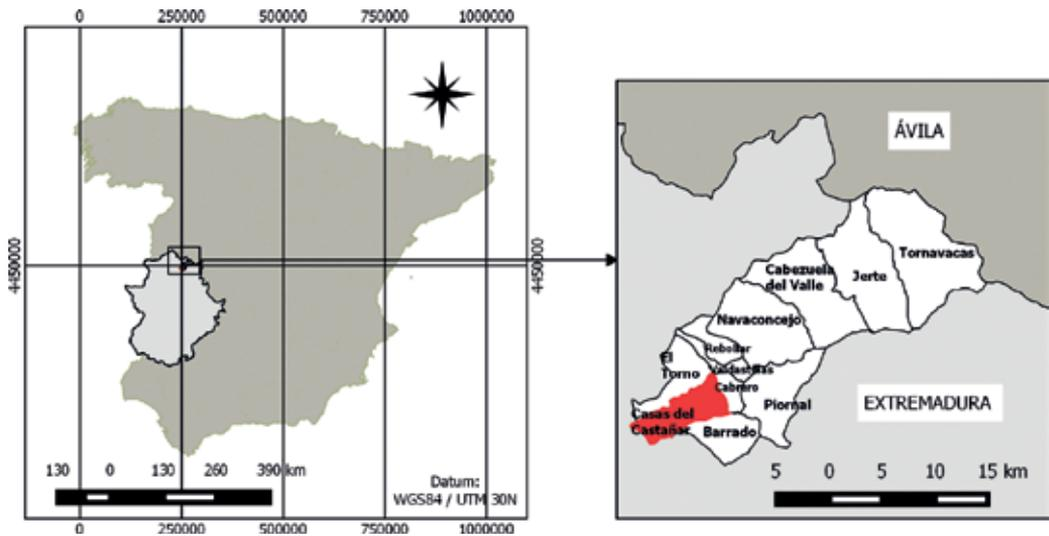 0 250000 500000 750000 1000000
4450000
4450000
130 0 130 260 390 km
Datum:
WGS84 / UTM 30N
0 250000 500000 750000 1000000
ÁVILA
Tornavacas
Cabezuela
del Valle
Jerte
Navaconcejo
Rebollar
El
Torno
Valdastillas
Cabrero
Piornal
Casas del
Castañar
Barrado
EXTREMADURA
5 0 5 10 15 km